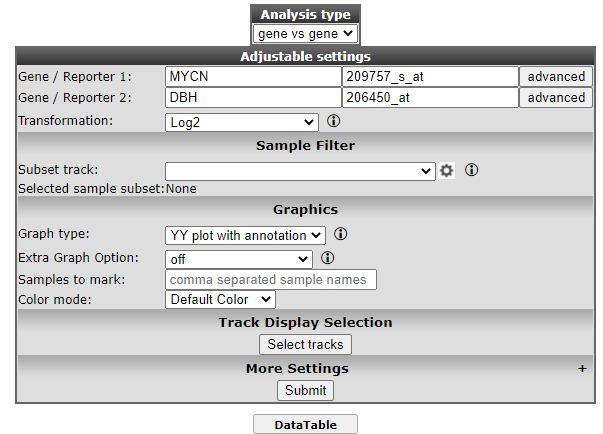 Analysis type
gene vs gene
Adjustable settings
Gene / Reporter 1: MYCN 209757_s_at advanced
Gene / Reporter 2: DBH 206450_at advanced
Transformation: Log2
Sample Filter
Subset track:
Selected sample subset:None
Graphics
Graph type: YY plot with annotation
Extra Graph Option: off
Samples to mark: comma separated sample names
Color mode: Default Color
Track Display Selection
Select tracks
More Settings +
Submit
DataTable